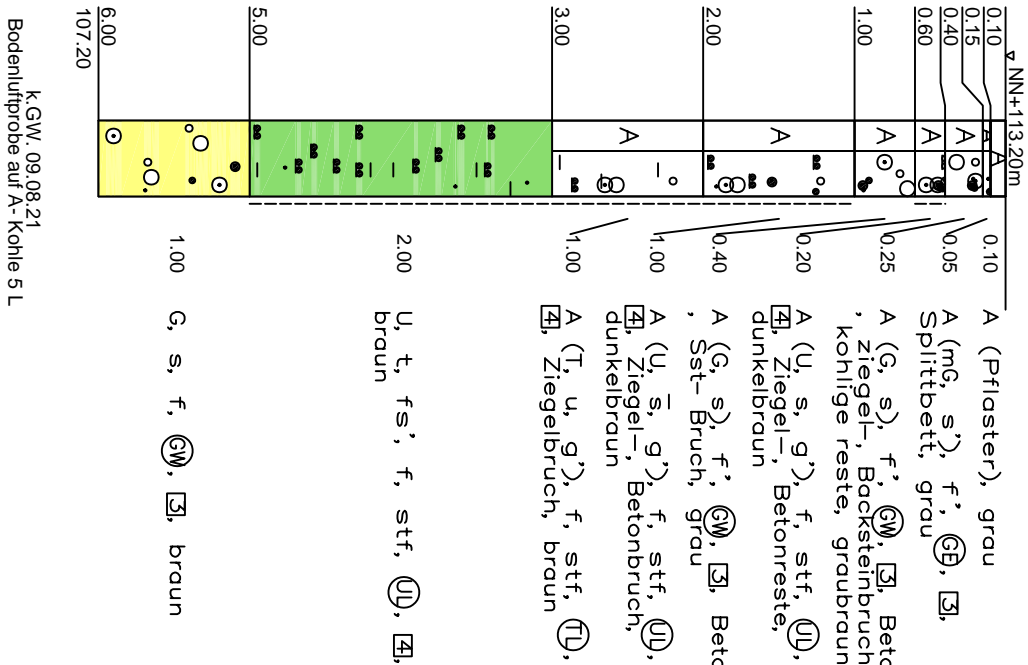 NN+113.20m
0.10
0.15
0.40
0.60
1.00
2.00
3.00
5.00
6.00
107.20
A
A
A
A
A
A
A
0.10 A (Pflaster), grau
0.05 A (mG, s'), f', GE, 3,
Splittbett, grau
0.25 A (G, s), f', GW, 3, Beto
, ziegel-, Backsteinbruch
kohlige reste, graubraun
0.20 A (U, s, g'), f, stf, UL,
4, Ziegel-, Betonreste,
dunkelbraun
0.40 A (G, s), f', GW, 3, Beto
, Sst- Bruch, grau
1.00 A (U, s, g'), f, stf, UL,
4, Ziegel-, Betonbruch,
dunkelbraun
1.00 A (T, u, g'), f, stf, TL,
4, Ziegelbruch, braun
2.00 U, t, fs', f, stf, UL, 4,
braun
1.00 G, s, f, GW, 3, braun
k.GW. 09.08.21
Bodenluftprobe auf A- Kohle 5 L